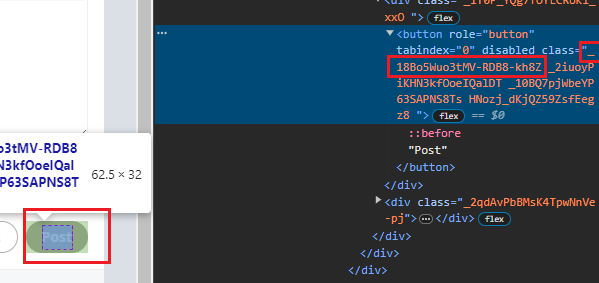 <div class="_1T0F_YQg7TOYLCRUK1_
xxO "> flex
… ▼<button role="button"
tabindex="0" disabled class="_
18Bo5Wuo3tMV-RDB8-kh8Z _2iuoyP
iKHN3kfOoeIQalDT _10BQ7pjWbeYP
63SAPNS8Ts HNozj_dKjQZ59ZsfEeg
z8 "> flex == $0
::before
"Post"
</button>
</div>
▶<div class="_2qdAvPbBMsK4TpwNnVe
-pj">…</div> flex
</div>
</div>
</div>
o3tMV-RDB8
N3kfOoeIQal
P63SAPNS8T
62.5 × 32
Post